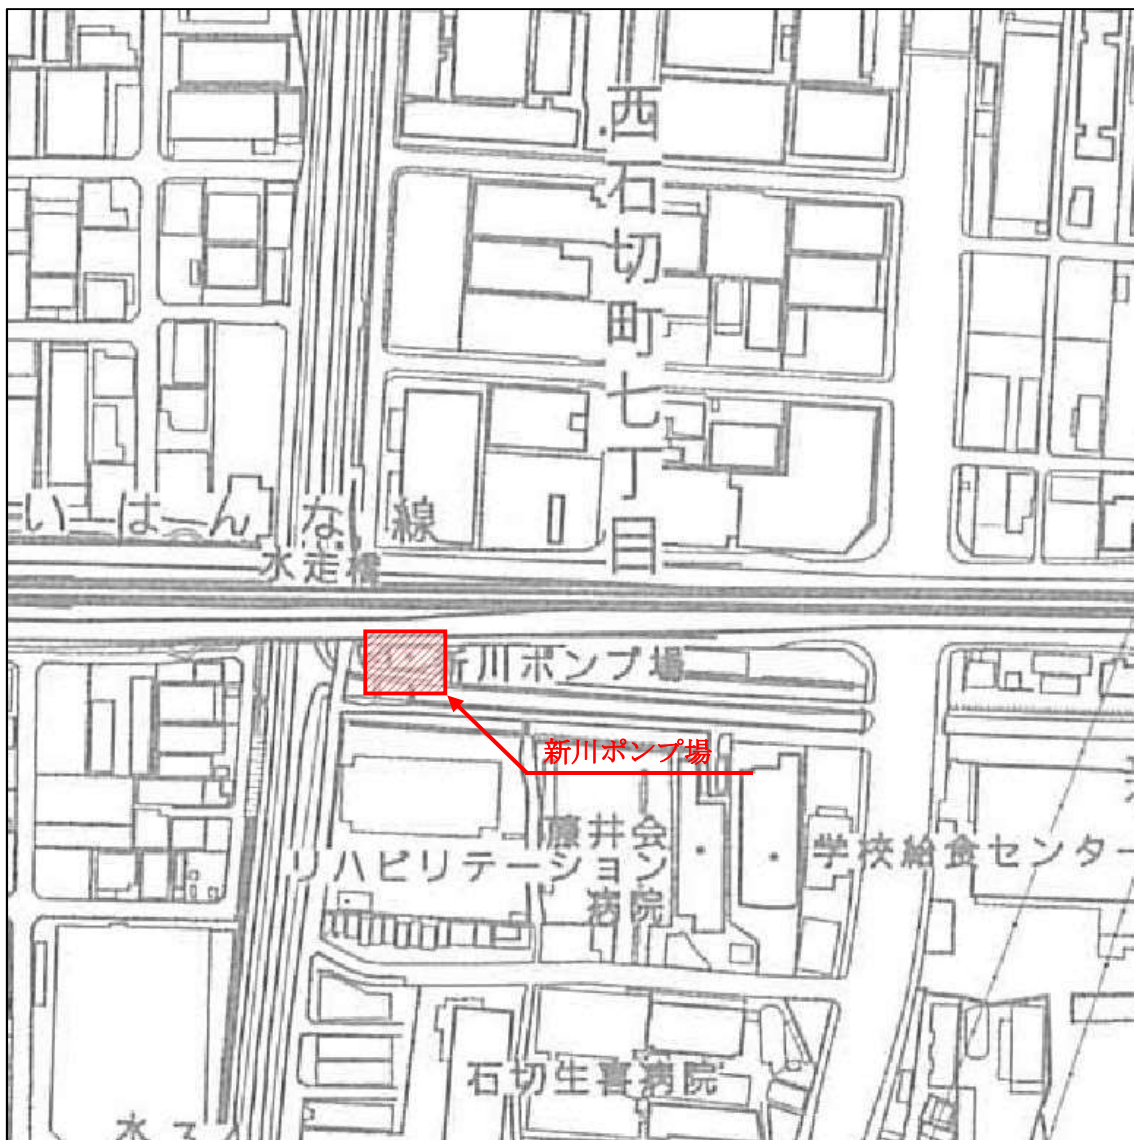 西石切町七丁目
けいはんな線
水走橋
新川ポンプ場
新川ポンプ場
藤井会
リハビリテーション
病院
学校給食センター
石切生喜病院